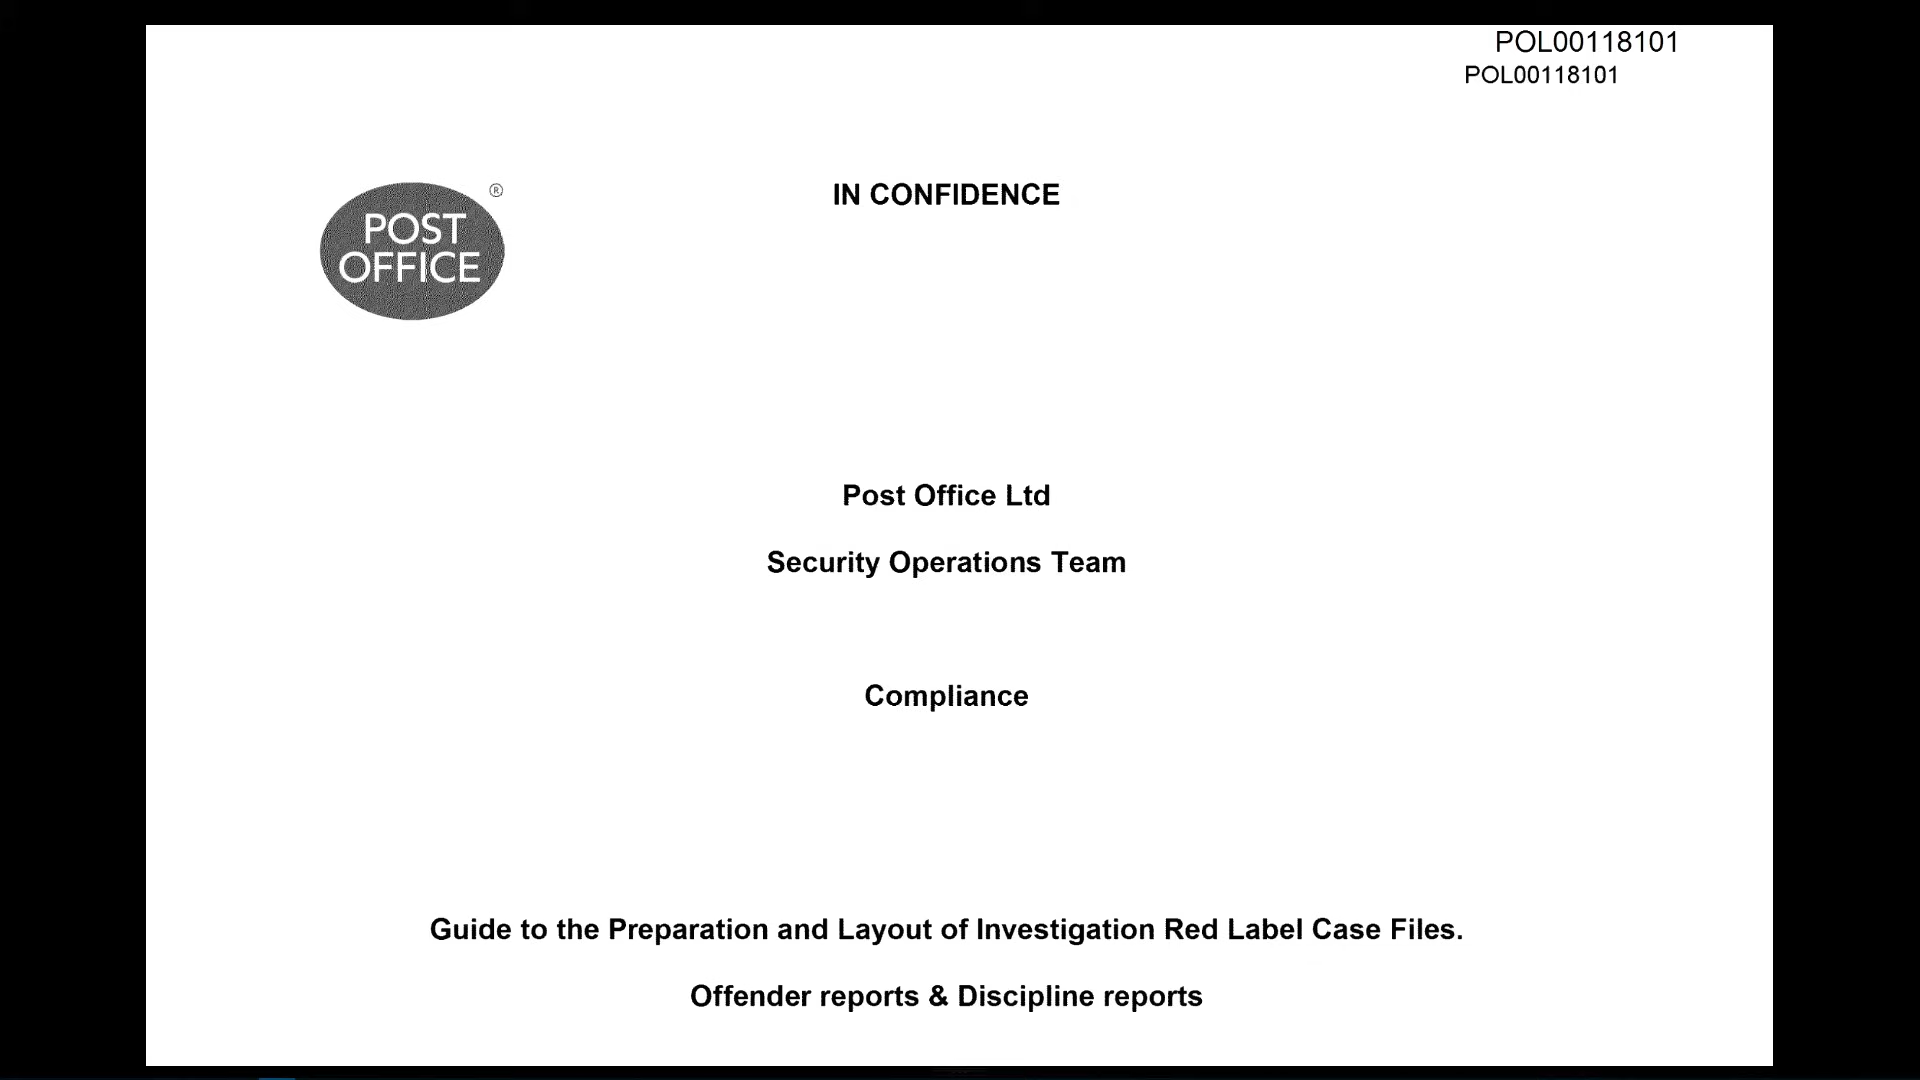 POL00118101
POL00118101
IN CONFIDENCE
POST
OFFICE
®
Post Office Ltd
Security Operations Team
Compliance
Guide to the Preparation and Layout of Investigation Red Label Case Files.
Offender reports & Discipline reports